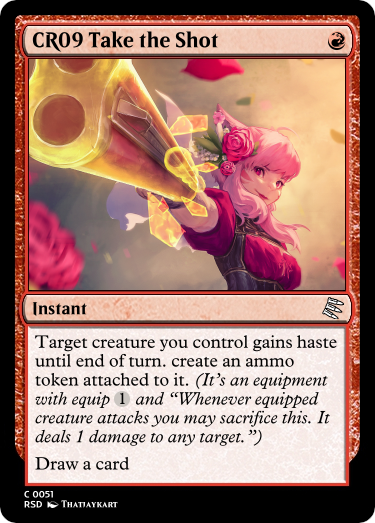 CR09 Take the Shot
Instant
Target creature you control gains haste
until end of turn. create an ammo
token attached to it. (It's an equipment
with equip 1 and “Whenever equipped
creature attacks you may sacrifice this. It
deals 1 damage to any target.”)
Draw a card
C 0051
RSD Thatjaykart